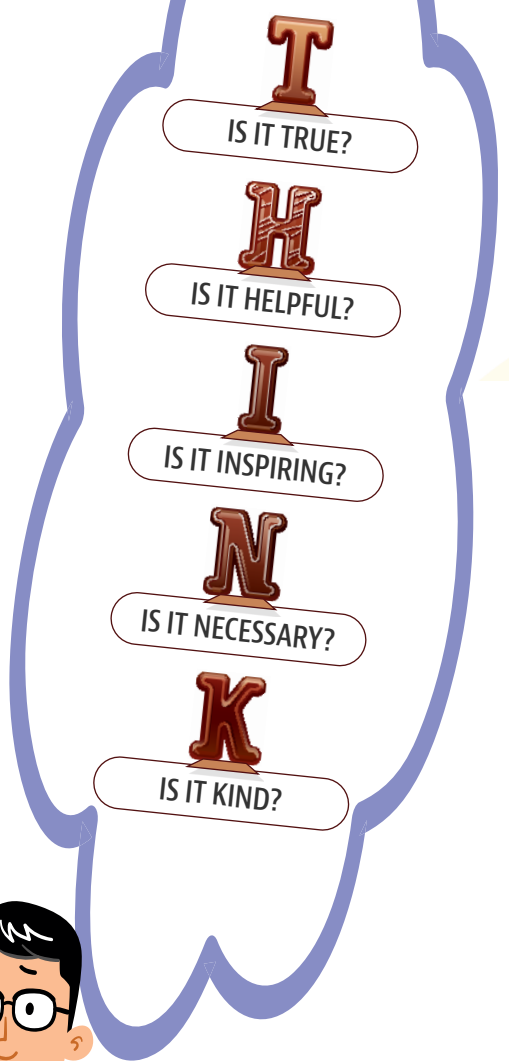 T
IS IT TRUE?
H
IS IT HELPFUL?
I
IS IT INSPIRING?
N
IS IT NECESSARY?
K
IS IT KIND?